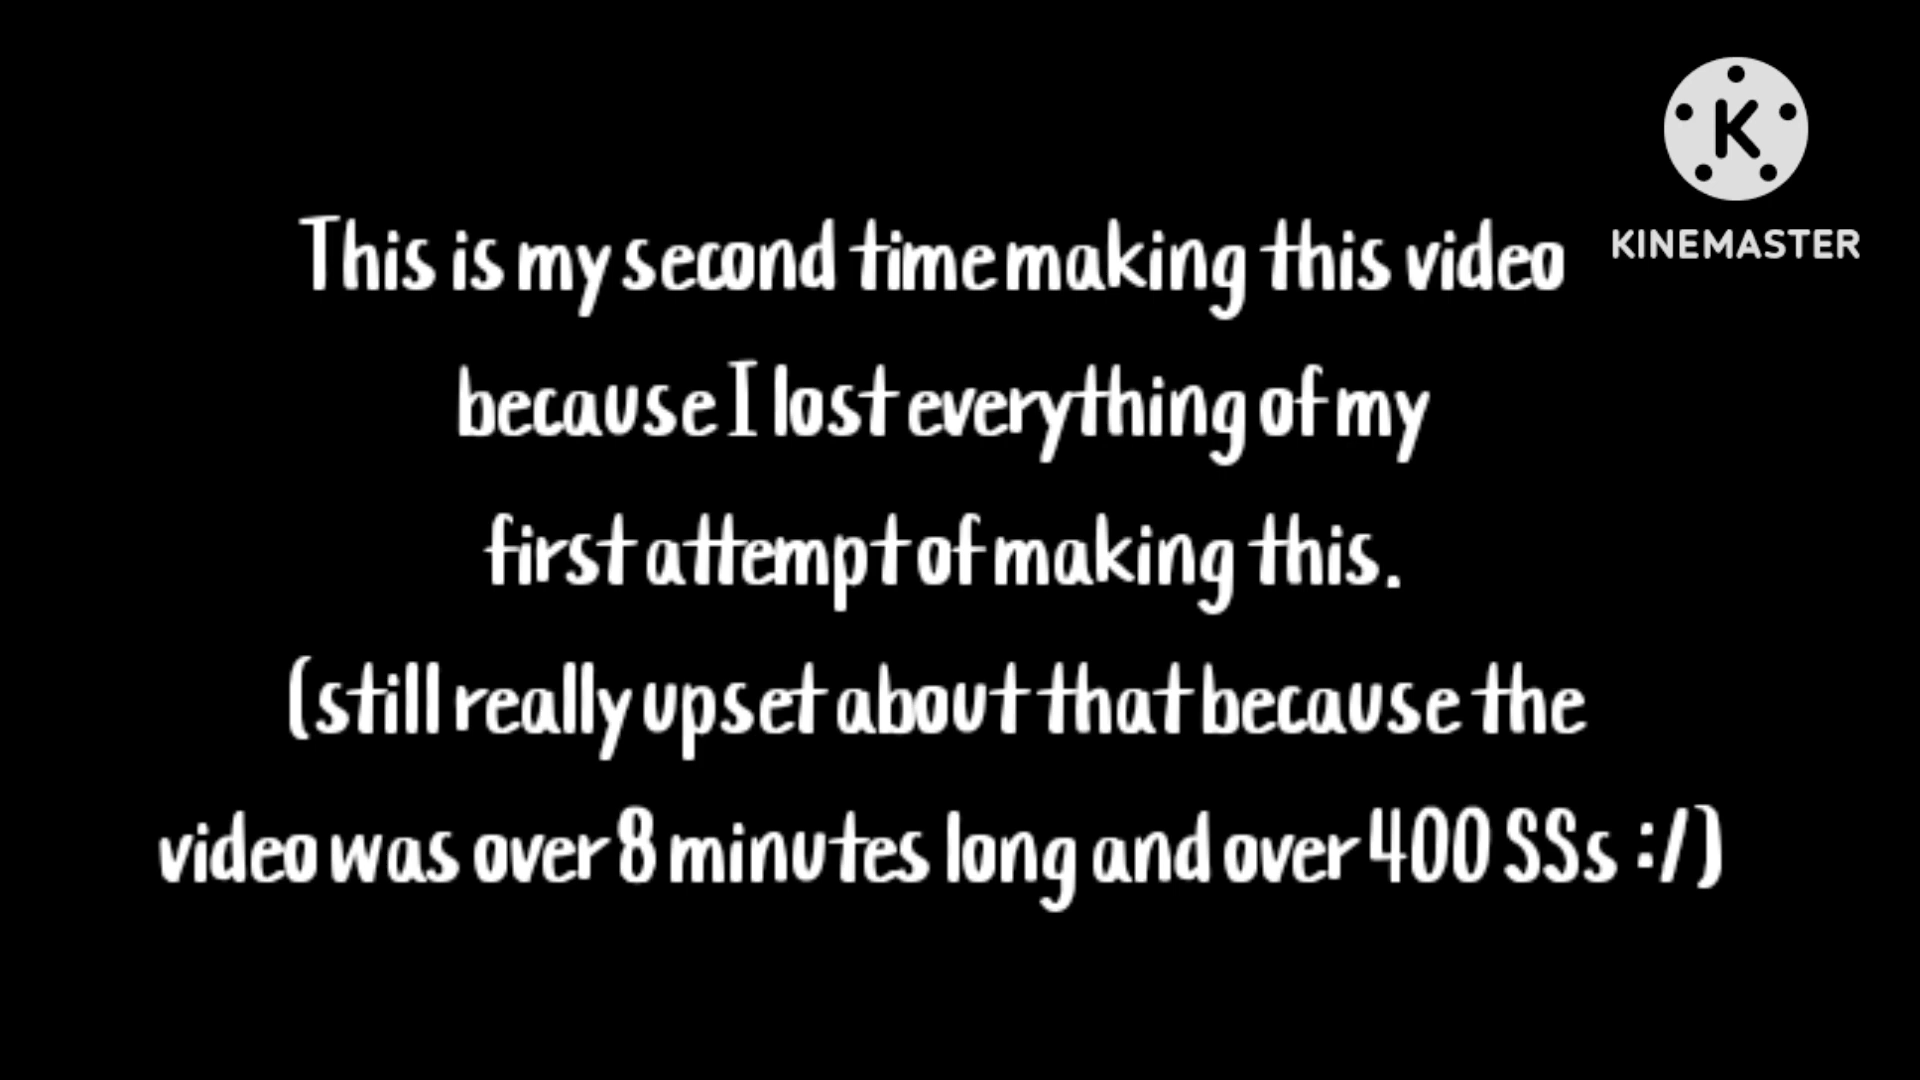 K
KINEMASTER
This is my second time making this video
because I lost everything of my
first attempt of making this.
(still really upset about that because the
video was over 8 minutes long and over 400 SSs :/)